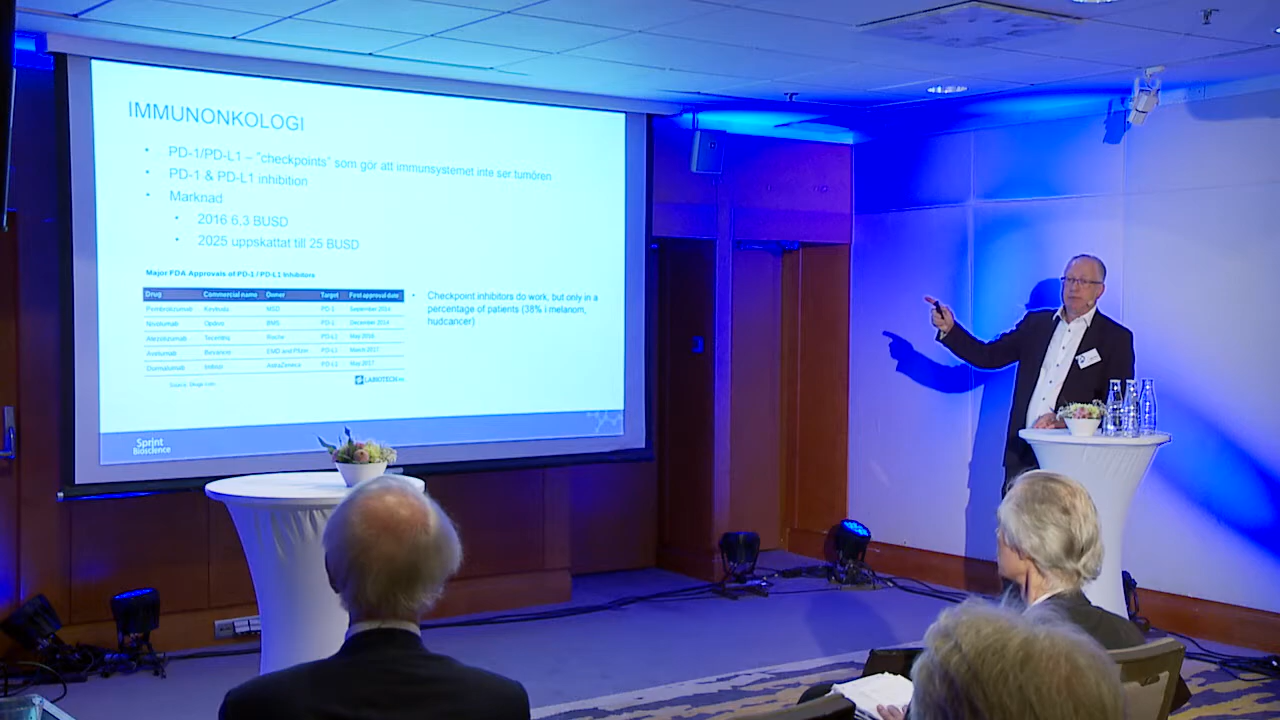 IMMUNONKOLOGI
• PD-1/PD-L1 – "checkpoints" som gör att immunsystemet inte ser tumören
• PD-1 & PD-L1 inhibition
• Marknad
• 2016 6,3 BUSD
• 2025 uppskattat till 25 BUSD
Major FDA Approvals of PD-1 / PD-L1 Inhibitors
Drug Commercial name Owner Target First approval date
Pembrolizumab Keytruda MSD PD-1 September 2014
Nivolumab Opdivo BMS PD-1 December 2014
Atezolizumab Tecentriq Roche PD-L1 May 2016
Avelumab Bavencio EMD and Pfizer PD-L1 March 2017
Durvalumab Imfinzi AstraZeneca PD-L1 May 2017
Source:
LABIOTECH
• Checkpoint inhibitors do work, but only in a
percentage of patients (38% i melanom,
hudcancer)
Sprint
Bioscience